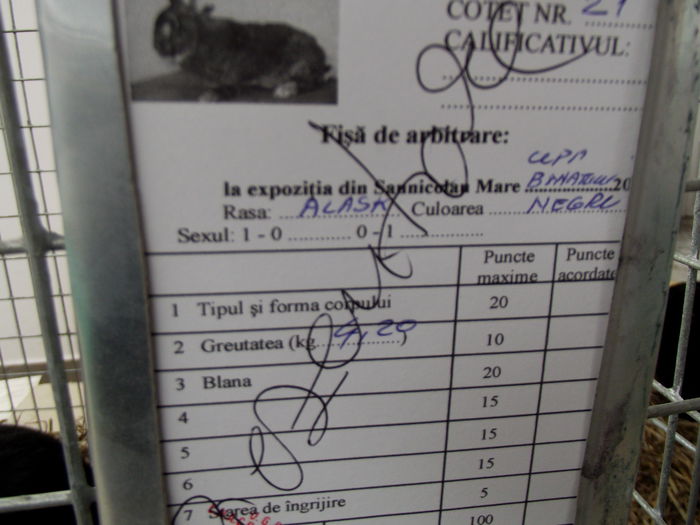 COTEȚ NR. 21
CALIFICATIVUL:
Fișă de arbitrare:
CUPA
la expoziția din Sannicolau Mare BANATULUI 20
Rasa: ALASK Culoarea NEGRU
Sexul: 1 - 0 ............ 0 - 1 ...............
Puncte maxime Puncte acordate
1 Tipul și forma corpului 20
2 Greutatea (kg. 4,20) 10
3 Blana 20
4 15
5 15
6 15
7 Starea de îngrijire 5
100